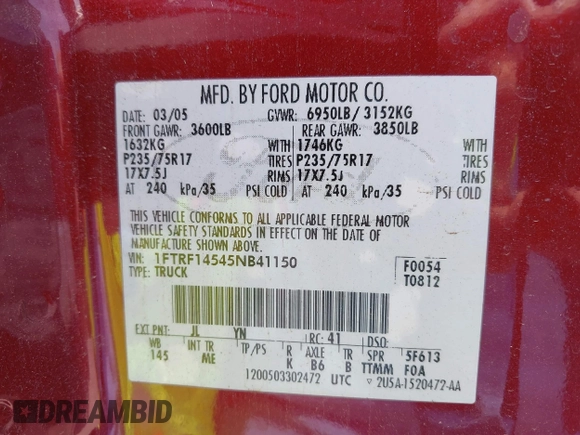 MFD. BY FORD MOTOR CO.
DATE: 03/05 GVWR: 6950LB/ 3152KG
FRONT GAWR: 3600LB REAR GAWR: 3850LB
1632KG WITH 1746KG WITH
P235/75R17 TIRES P235/75R17 TIRES
17X7.5J RIMS 17X7.5J RIMS
AT 240 kPa/35 PSI COLD AT 240 kPa/35 PSI COLD
THIS VEHICLE CONFORMS TO ALL APPLICABLE FEDERAL MOTOR
VEHICLE SAFETY STANDARDS IN EFFECT ON THE DATE OF
MANUFACTURE SHOWN ABOVE.
VIN: 1FTRF14545NB41150 F0054
TYPE: TRUCK T0812
EXT PNT: JL YN RC: 41 DSO:
WB INT TR TP/PS R AXLE TR SPR 5F613
145 ME K B6 B TTMM F0A
1200503302472 UTC 2U5A-1520472-AA
Ford
DREAMBID